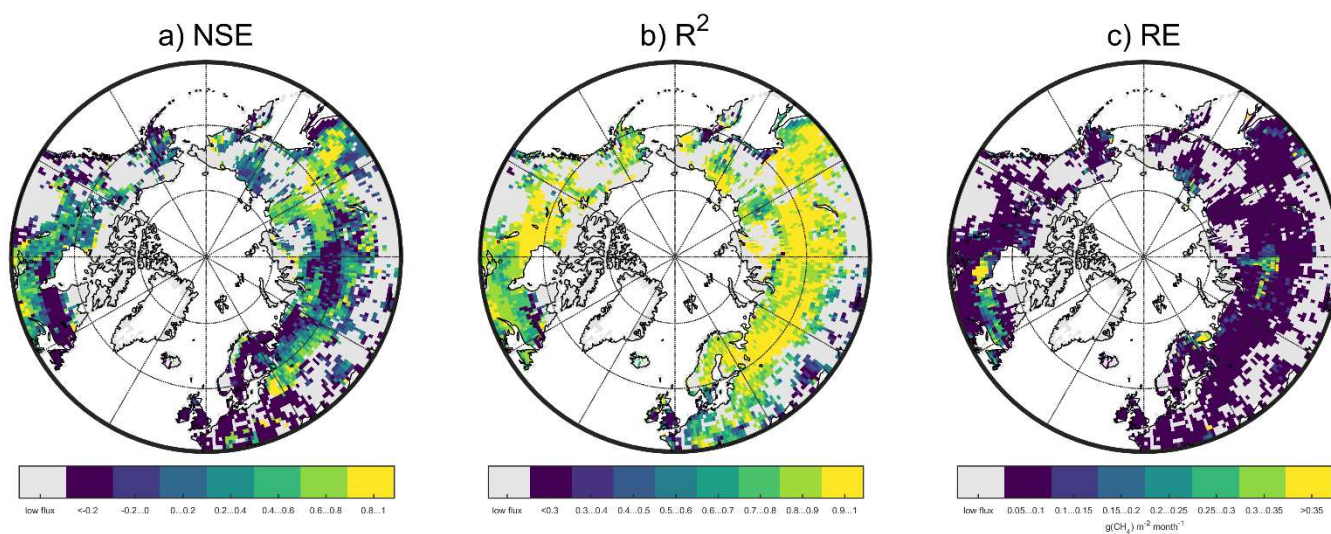 a) NSE
b) R²
c) RE
low flux <-0.2 -0.2...0 0...0.2 0.2...0.4 0.4...0.6 0.6...0.8 0.8...1
low flux <0.3 0.3...0.4 0.4...0.5 0.5...0.6 0.6...0.7 0.7...0.8 0.8...0.9 0.9...1
low flux 0.05...0.1 0.1...0.15 0.15...0.2 0.2...0.25 0.25...0.3 0.3...0.35 >0.35
g(CH₄) m⁻² month⁻¹